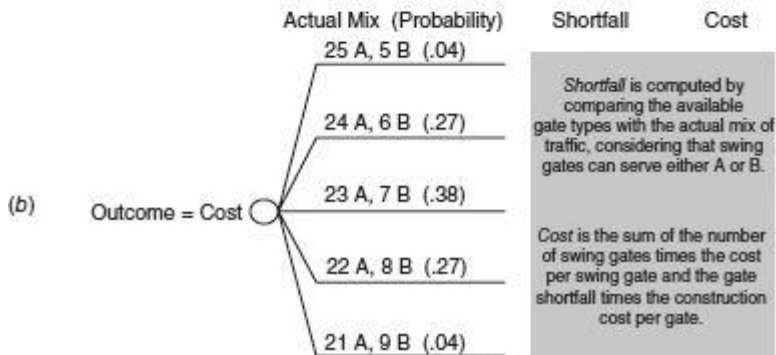 Actual Mix (Probability) Shortfall Cost
25 A, 5 B (.04)
24 A, 6 B (.27)
23 A, 7 B (.38)
22 A, 8 B (.27)
21 A, 9 B (.04)
(b)
Outcome = Cost
Shortfall is computed by
comparing the available
gate types with the actual mix of
traffic, considering that swing
gates can serve either A or B.
Cost is the sum of the number
of swing gates times the cost
per swing gate and the gate
shortfall times the construction
cost per gate.